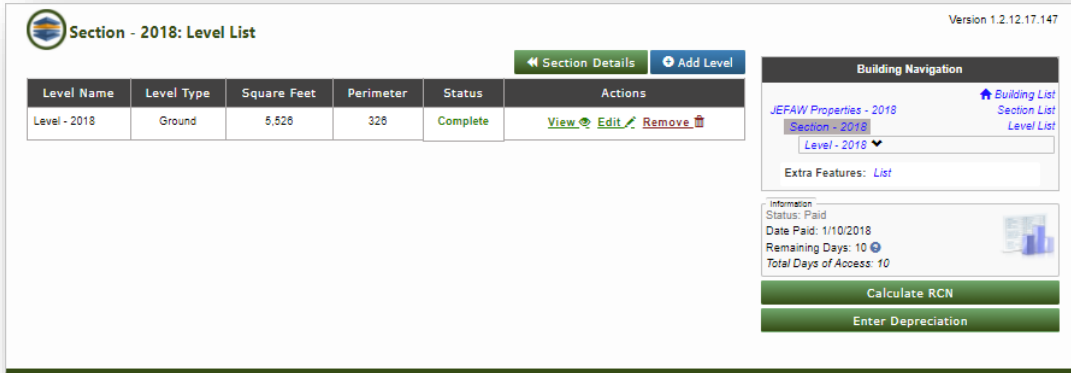 Version 1.2.12.17.147
Section - 2018: Level List
Section Details
Add Level
Level Name Level Type Square Feet Perimeter Status Actions
Level - 2018 Ground 5,526 326 Complete View Edit Remove
Building Navigation
Building List
JEFAW Properties - 2018 Section List
Section - 2018 Level List
Level - 2018
Extra Features: List
Information
Status: Paid
Date Paid: 1/10/2018
Remaining Days: 10
Total Days of Access: 10
Calculate RCN
Enter Depreciation